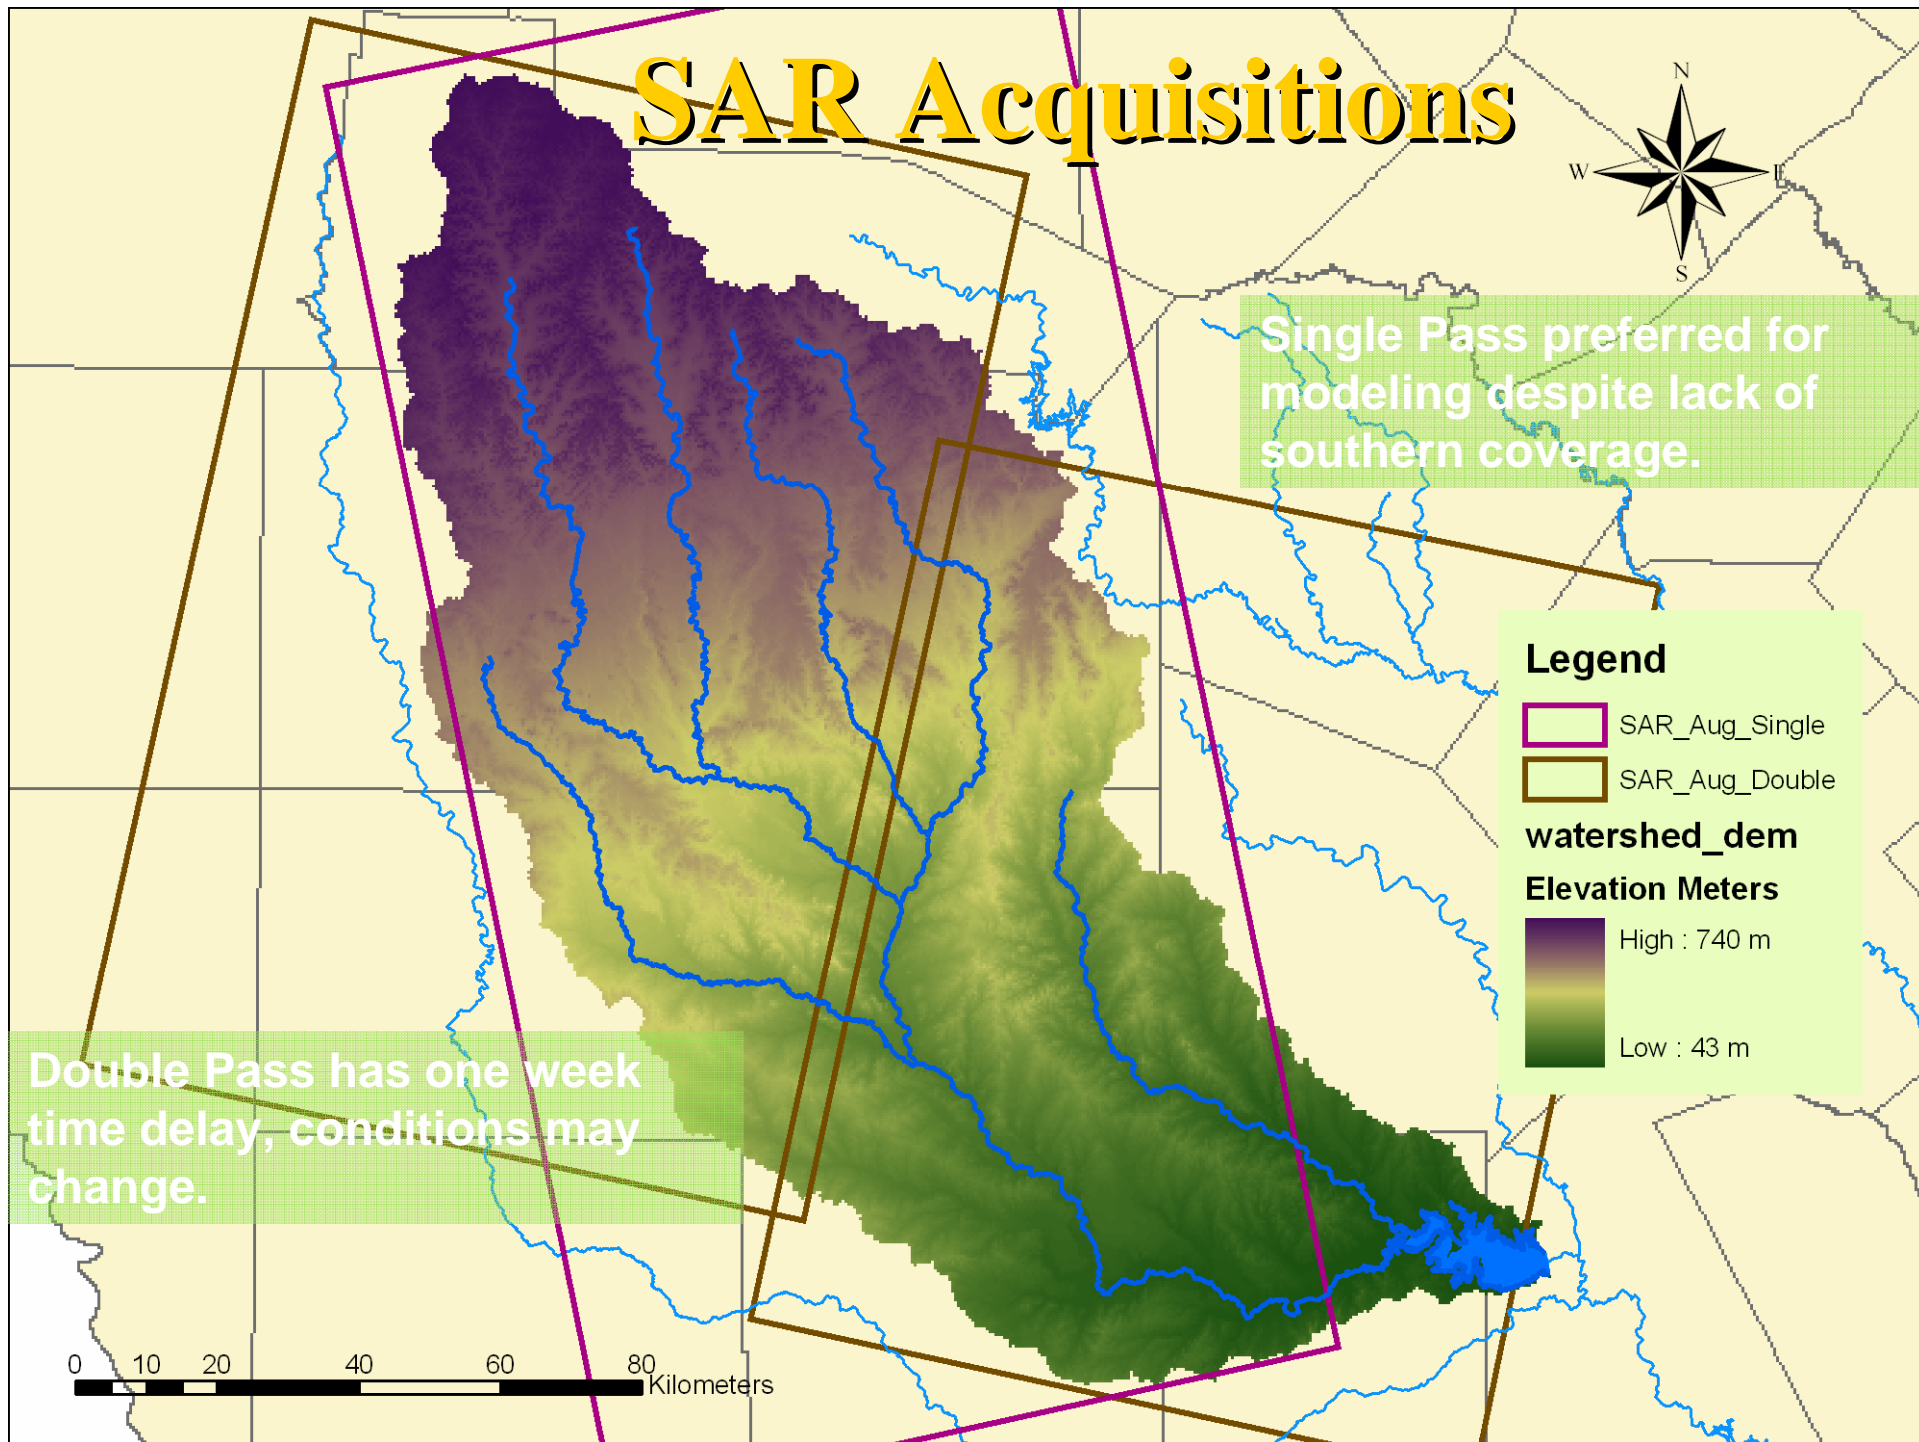 SAR Acquisitions
N
W
E
S
Single Pass preferred for
modeling despite lack of
southern coverage.
Legend
SAR_Aug_Single
SAR_Aug_Double
watershed_dem
Elevation Meters
High : 740 m
Low : 43 m
Double Pass has one week
time delay, conditions may
change.
0 10 20 40 60 80
Kilometers